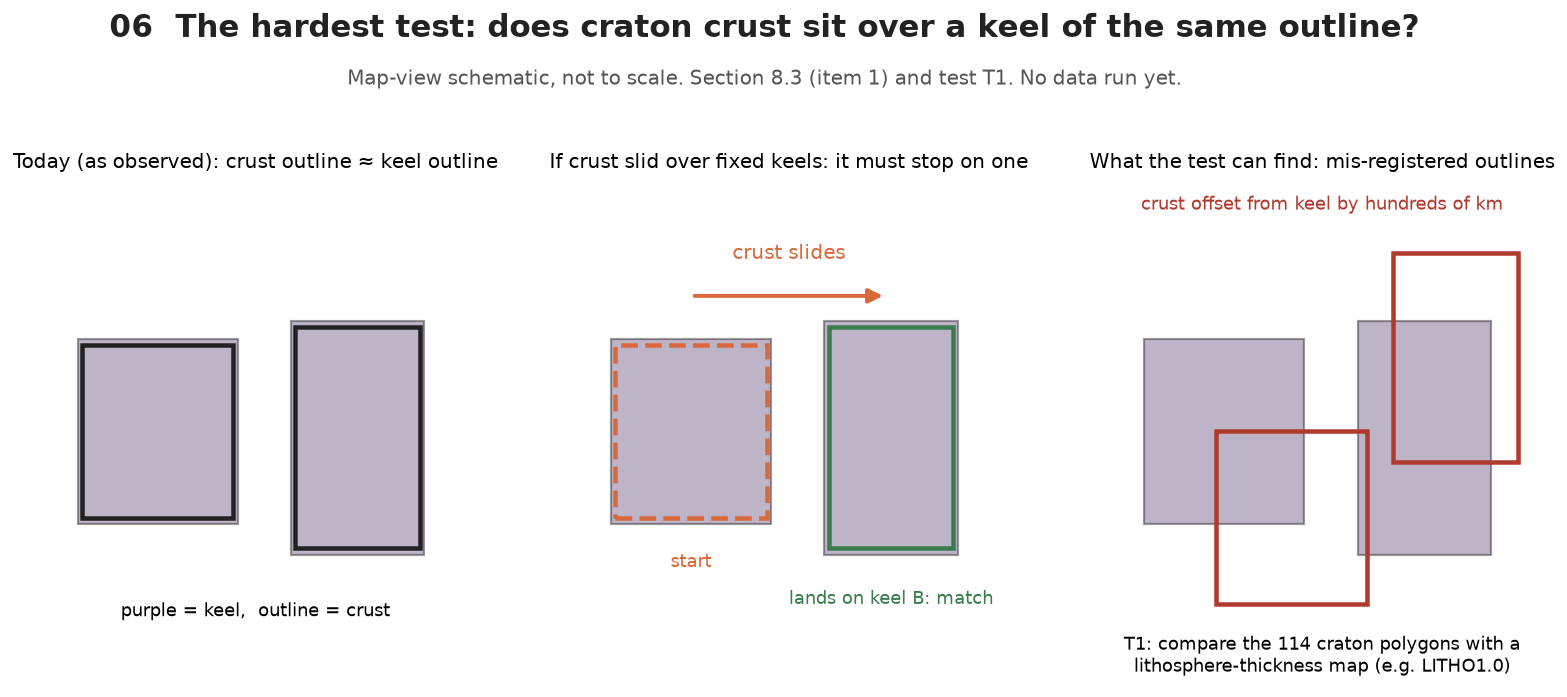 06  The hardest test: does craton crust sit over a keel of the same outline?
Map-view schematic, not to scale. Section 8.3 (item 1) and test T1. No data run yet.
Today (as observed): crust outline ≈ keel outline
purple = keel,  outline = crust
If crust slid over fixed keels: it must stop on one
crust slides
start
lands on keel B: match
What the test can find: mis-registered outlines
crust offset from keel by hundreds of km
T1: compare the 114 craton polygons with a
lithosphere-thickness map (e.g. LITHO1.0)